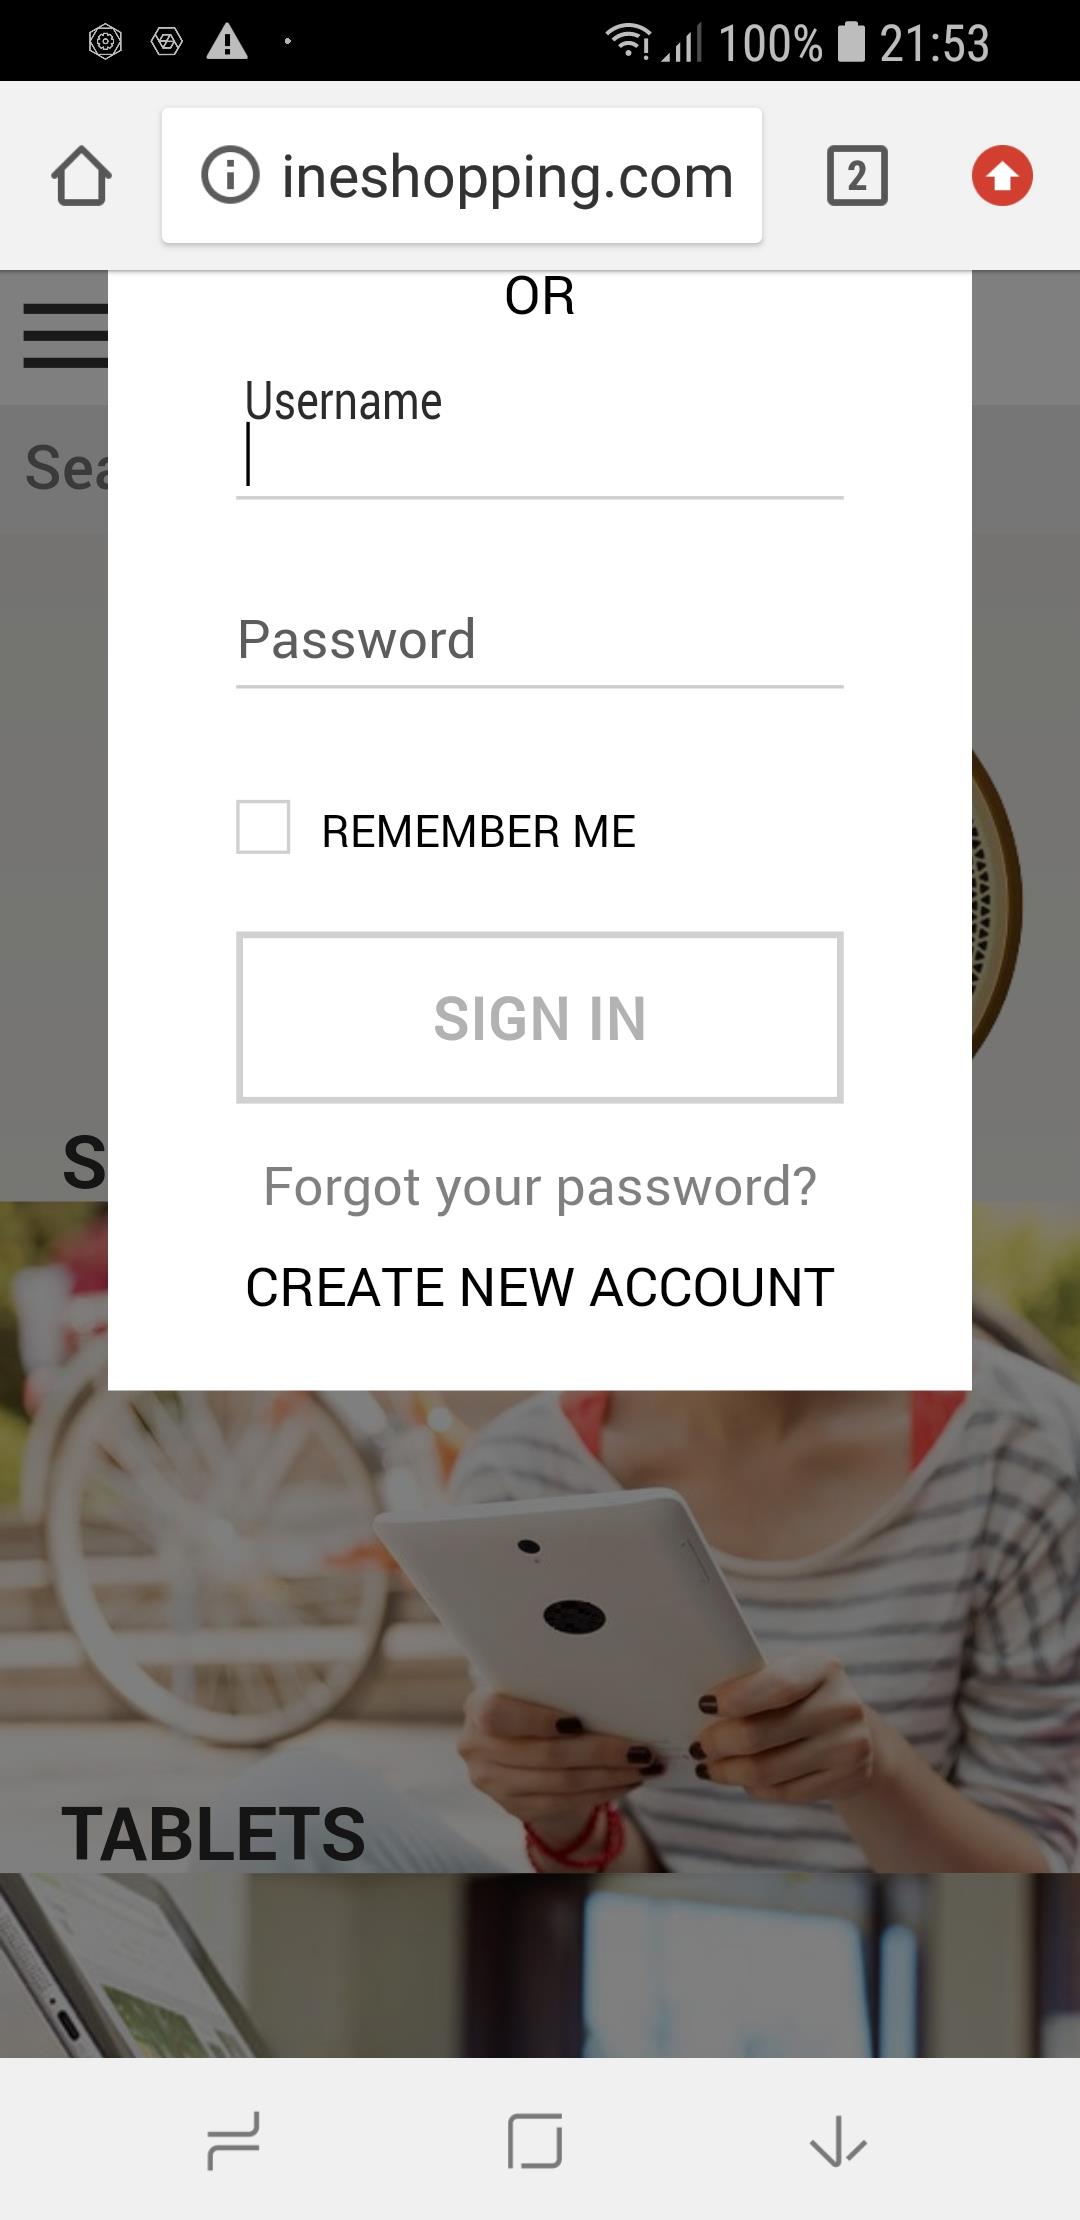 100% 21:53
ineshopping.com 2
OR
Username
Sea
Password
REMEMBER ME
SIGN IN
S
Forgot your password?
CREATE NEW ACCOUNT
TABLETS